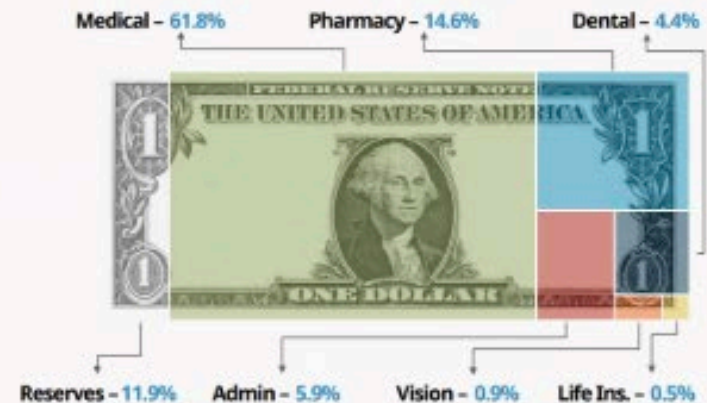 Medical – 61.8% Pharmacy – 14.6% Dental – 4.4%
FEDERAL RESERVE NOTE
THE UNITED STATES OF AMERICA
1 1
1 1
ONE DOLLAR
Reserves – 11.9% Admin – 5.9% Vision – 0.9% Life Ins. – 0.5%